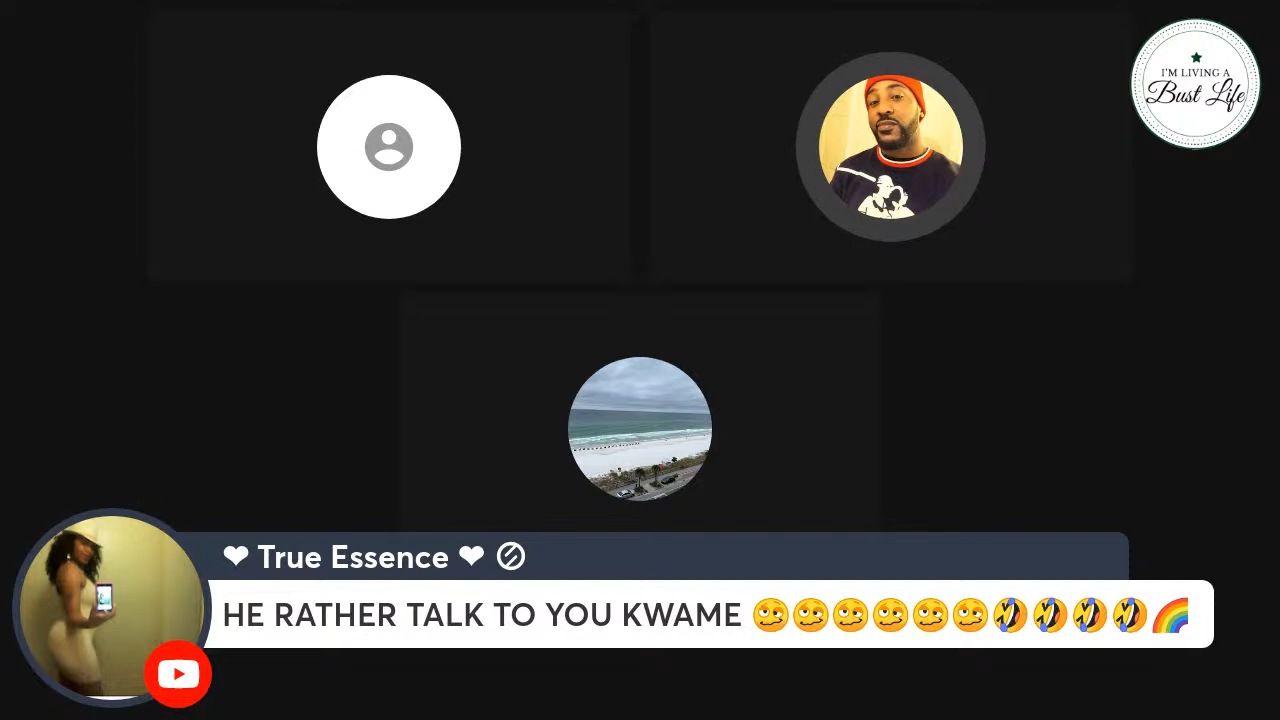 I'M LIVING A
Bust Life
❤ True Essence ❤
HE RATHER TALK TO YOU KWAME 🥴🥴🥴🥴🥴🥴🤣🤣🤣🤣🌈